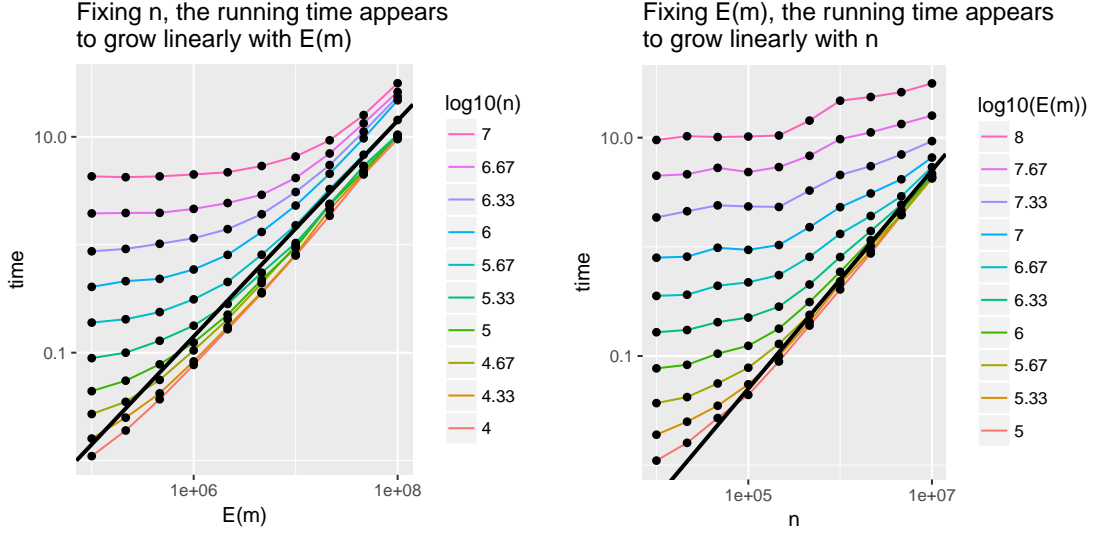 Fixing n, the running time appears
to grow linearly with E(m)
time
10.0
0.1
1e+06
1e+08
E(m)
log10(n)
7
6.67
6.33
6
5.67
5.33
5
4.67
4.33
4
Fixing E(m), the running time appears
to grow linearly with n
time
10.0
0.1
1e+05
1e+07
n
log10(E(m))
8
7.67
7.33
7
6.67
6.33
6
5.67
5.33
5